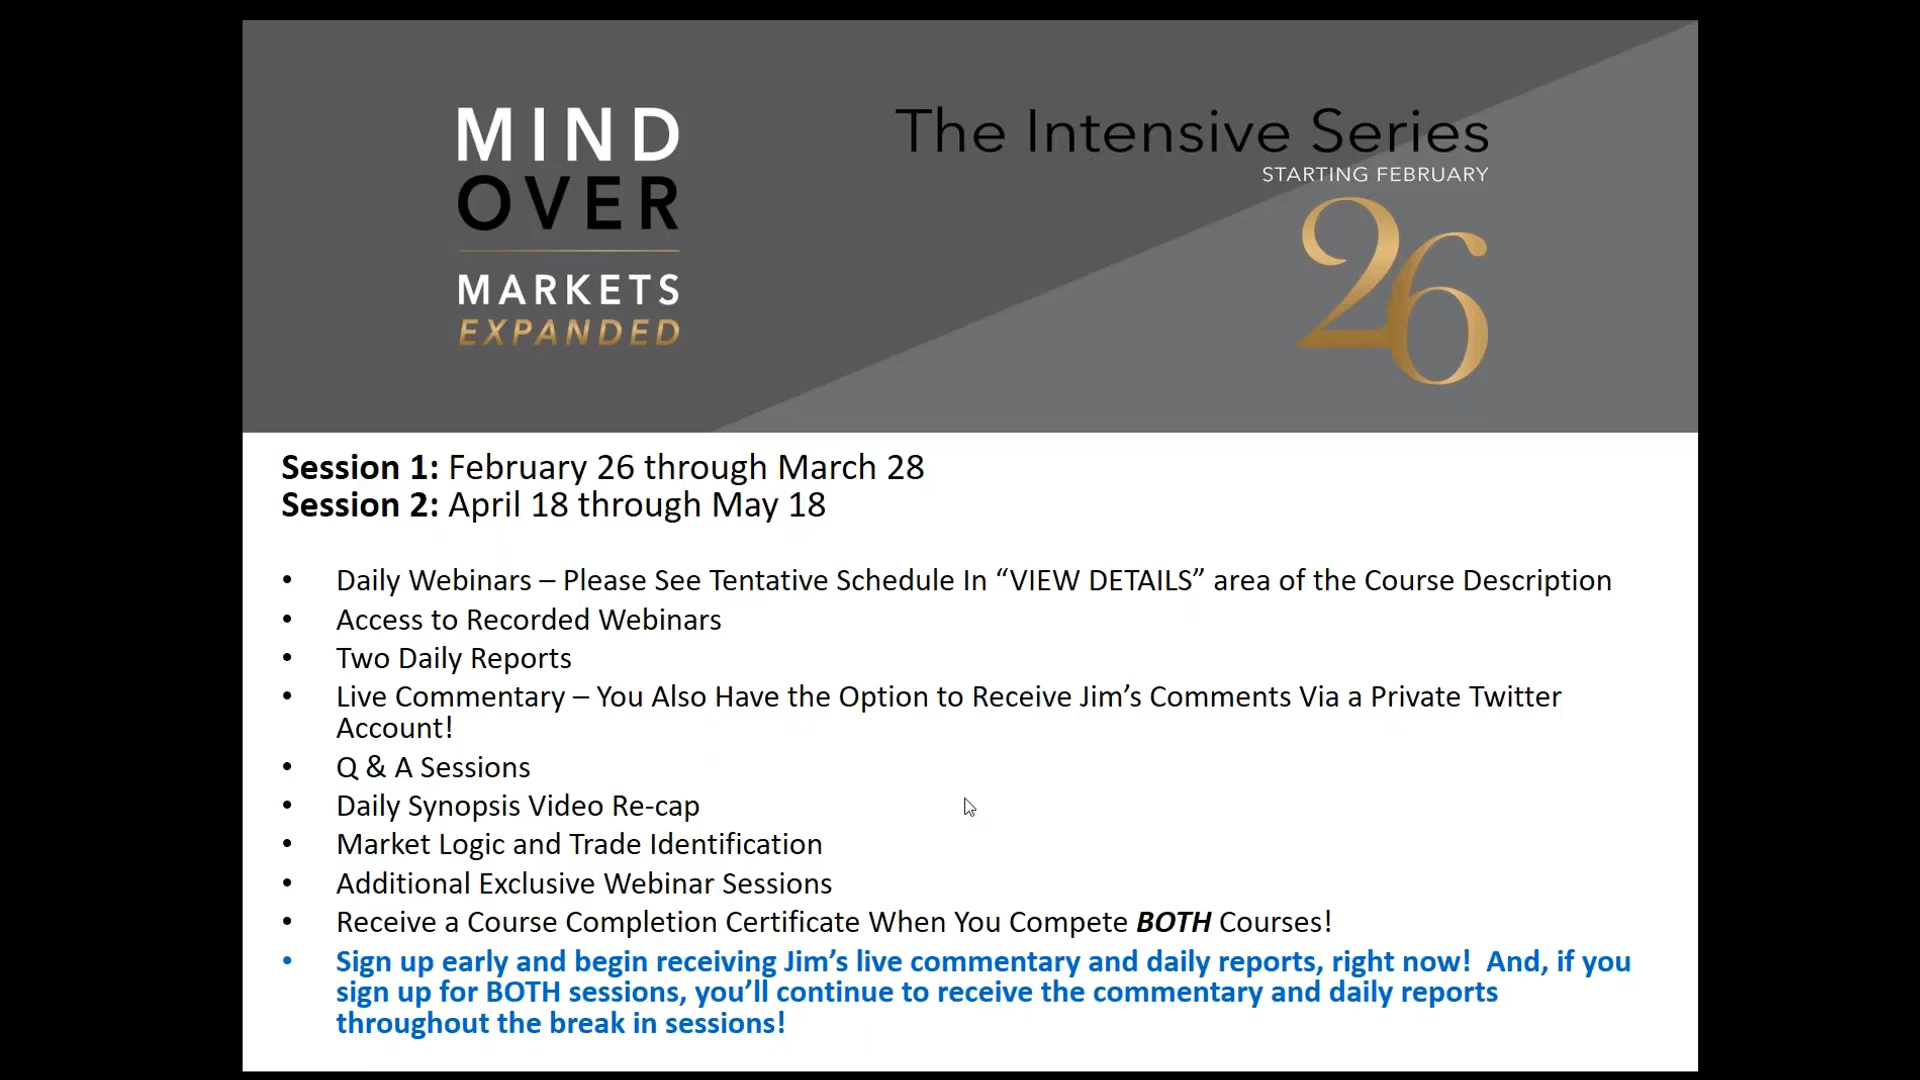 MIND
OVER
MARKETS
EXPANDED
The Intensive Series
STARTING FEBRUARY
26
Session 1: February 26 through March 28
Session 2: April 18 through May 18
• Daily Webinars – Please See Tentative Schedule In “VIEW DETAILS” area of the Course Description
• Access to Recorded Webinars
• Two Daily Reports
• Live Commentary – You Also Have the Option to Receive Jim’s Comments Via a Private Twitter
Account!
• Q & A Sessions
• Daily Synopsis Video Re-cap
• Market Logic and Trade Identification
• Additional Exclusive Webinar Sessions
• Receive a Course Completion Certificate When You Compete BOTH Courses!
• Sign up early and begin receiving Jim’s live commentary and daily reports, right now! And, if you
sign up for BOTH sessions, you’ll continue to receive the commentary and daily reports
throughout the break in sessions!